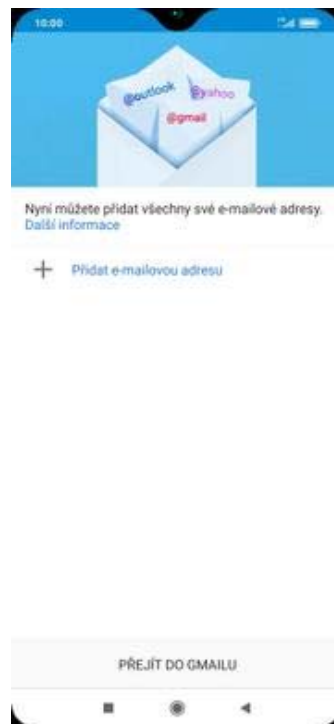 10:00
@outlook
@yahoo
@gmail
Nyní můžete přidat všechny své e-mailové adresy.
Další informace
Přidat e-mailovou adresu
PŘEJÍT DO GMAILU